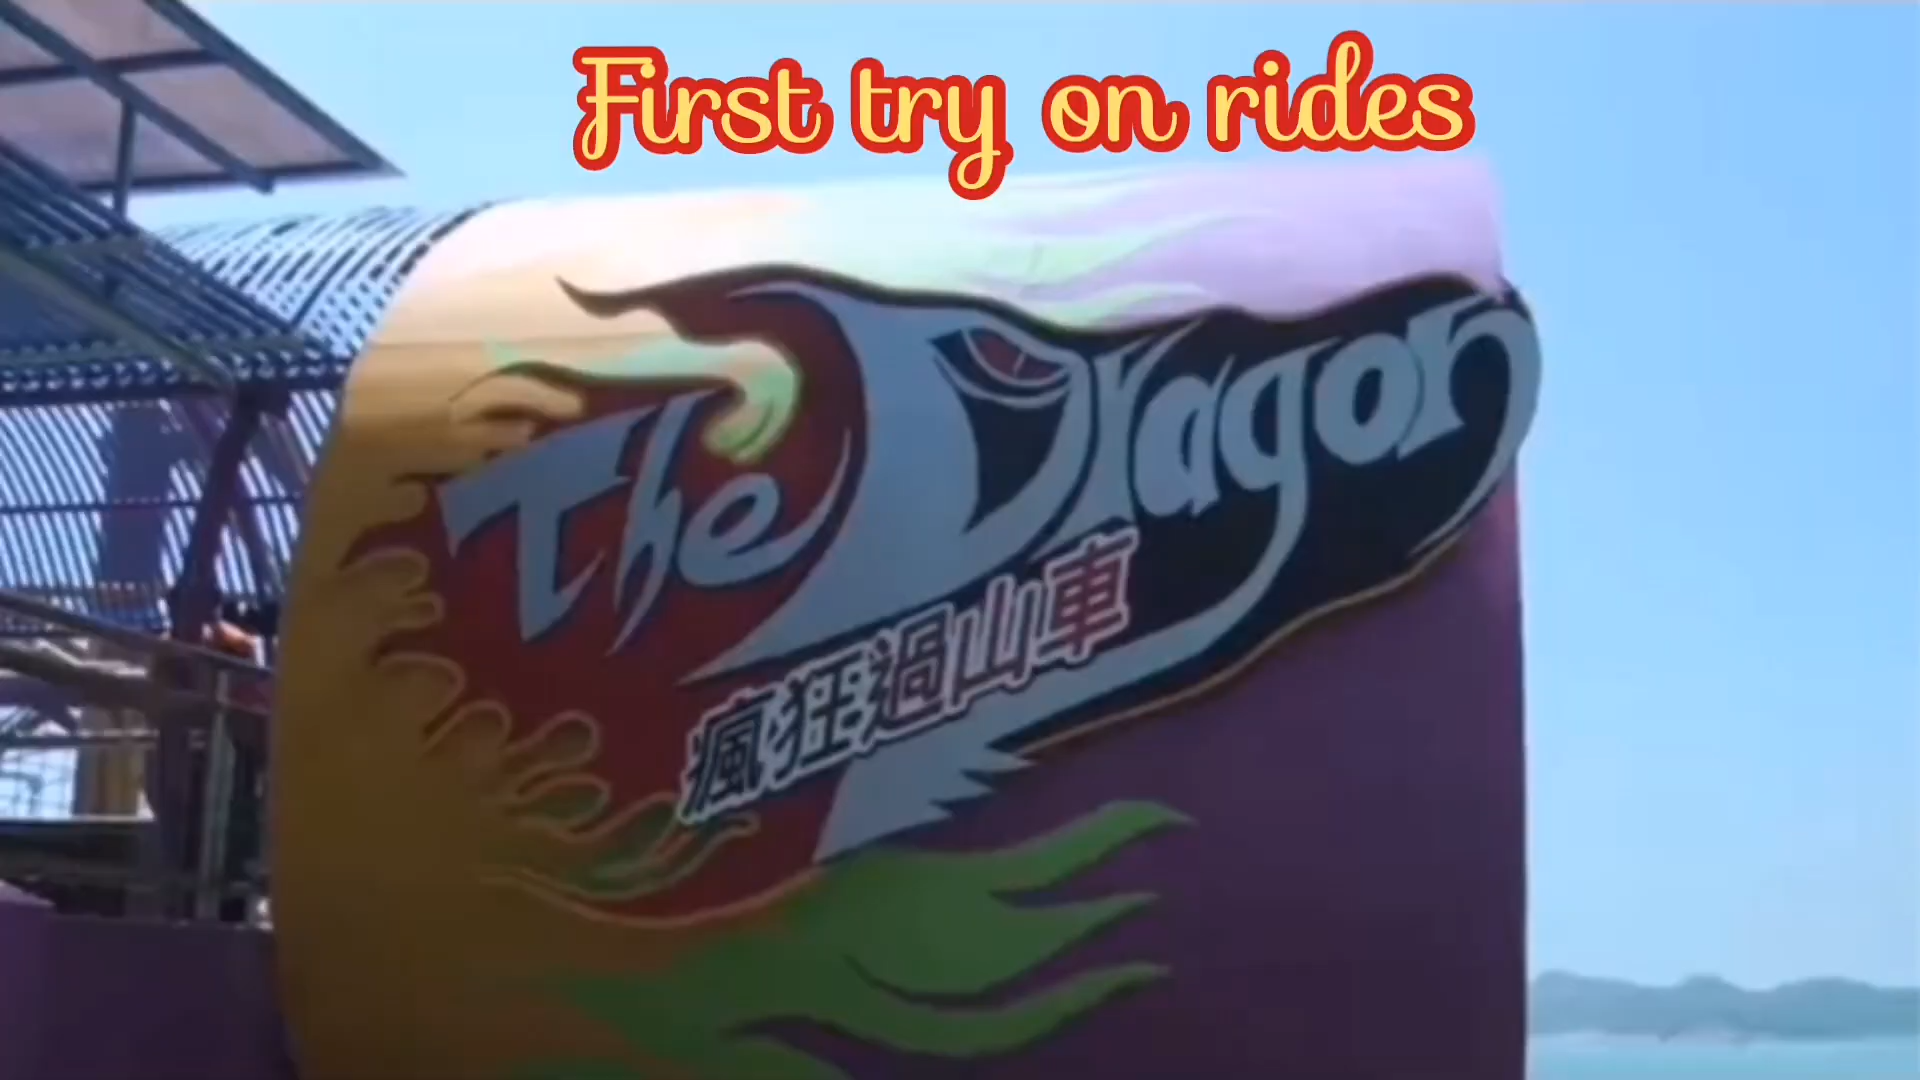 First try on rides
The Dragon
瘋狂過山車